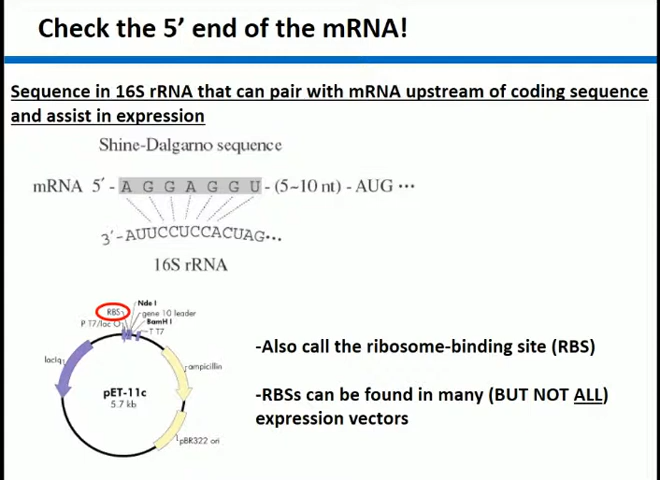 Check the 5’ end of the mRNA!
Sequence in 16S rRNA that can pair with mRNA upstream of coding sequence
and assist in expression
Shine-Dalgarno sequence
mRNA 5′ - A G G A G G U - (5~10 nt) - AUG ···
3′-AUUCCUCCACUAG···
16S rRNA
Nde I
RBS
gene 10 leader
P T7/lac O
BamH I
T T7
lacIq
ampicillin
pET-11c
5.7 kb
pBR322 ori
-Also call the ribosome-binding site (RBS)
-RBSs can be found in many (BUT NOT ALL)
expression vectors